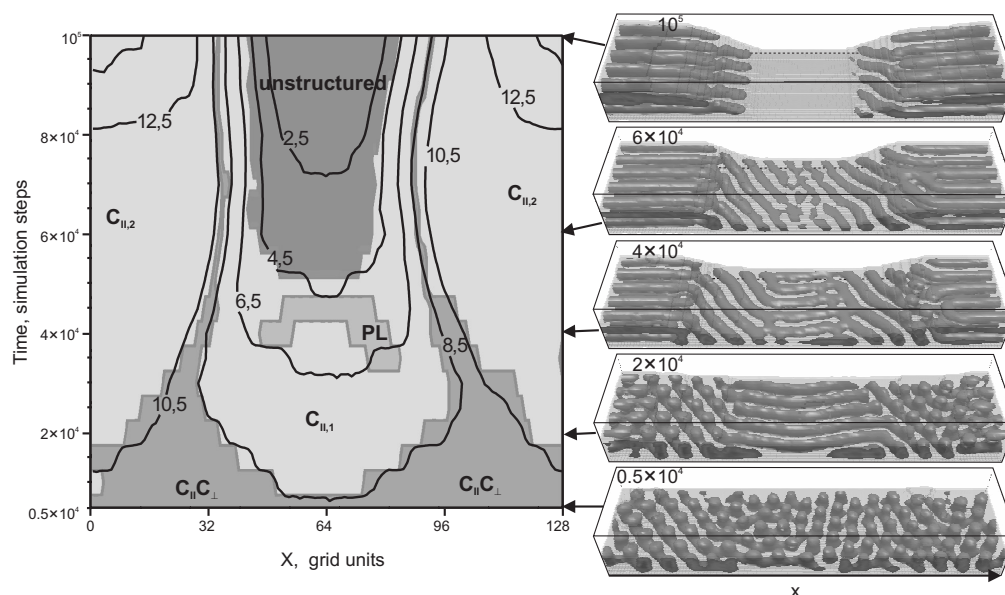 Time, simulation steps
10⁵
8×10⁴
6×10⁴
4×10⁴
2×10⁴
0.5×10⁴
0
32
64
96
128
X, grid units
unstructured
12,5
12,5
2,5
10,5
C||,2
C||,2
4,5
6,5
PL
8,5
10,5
C||,1
C||C⊥
C||C⊥
10⁵
6×10⁴
4×10⁴
2×10⁴
0.5×10⁴
x